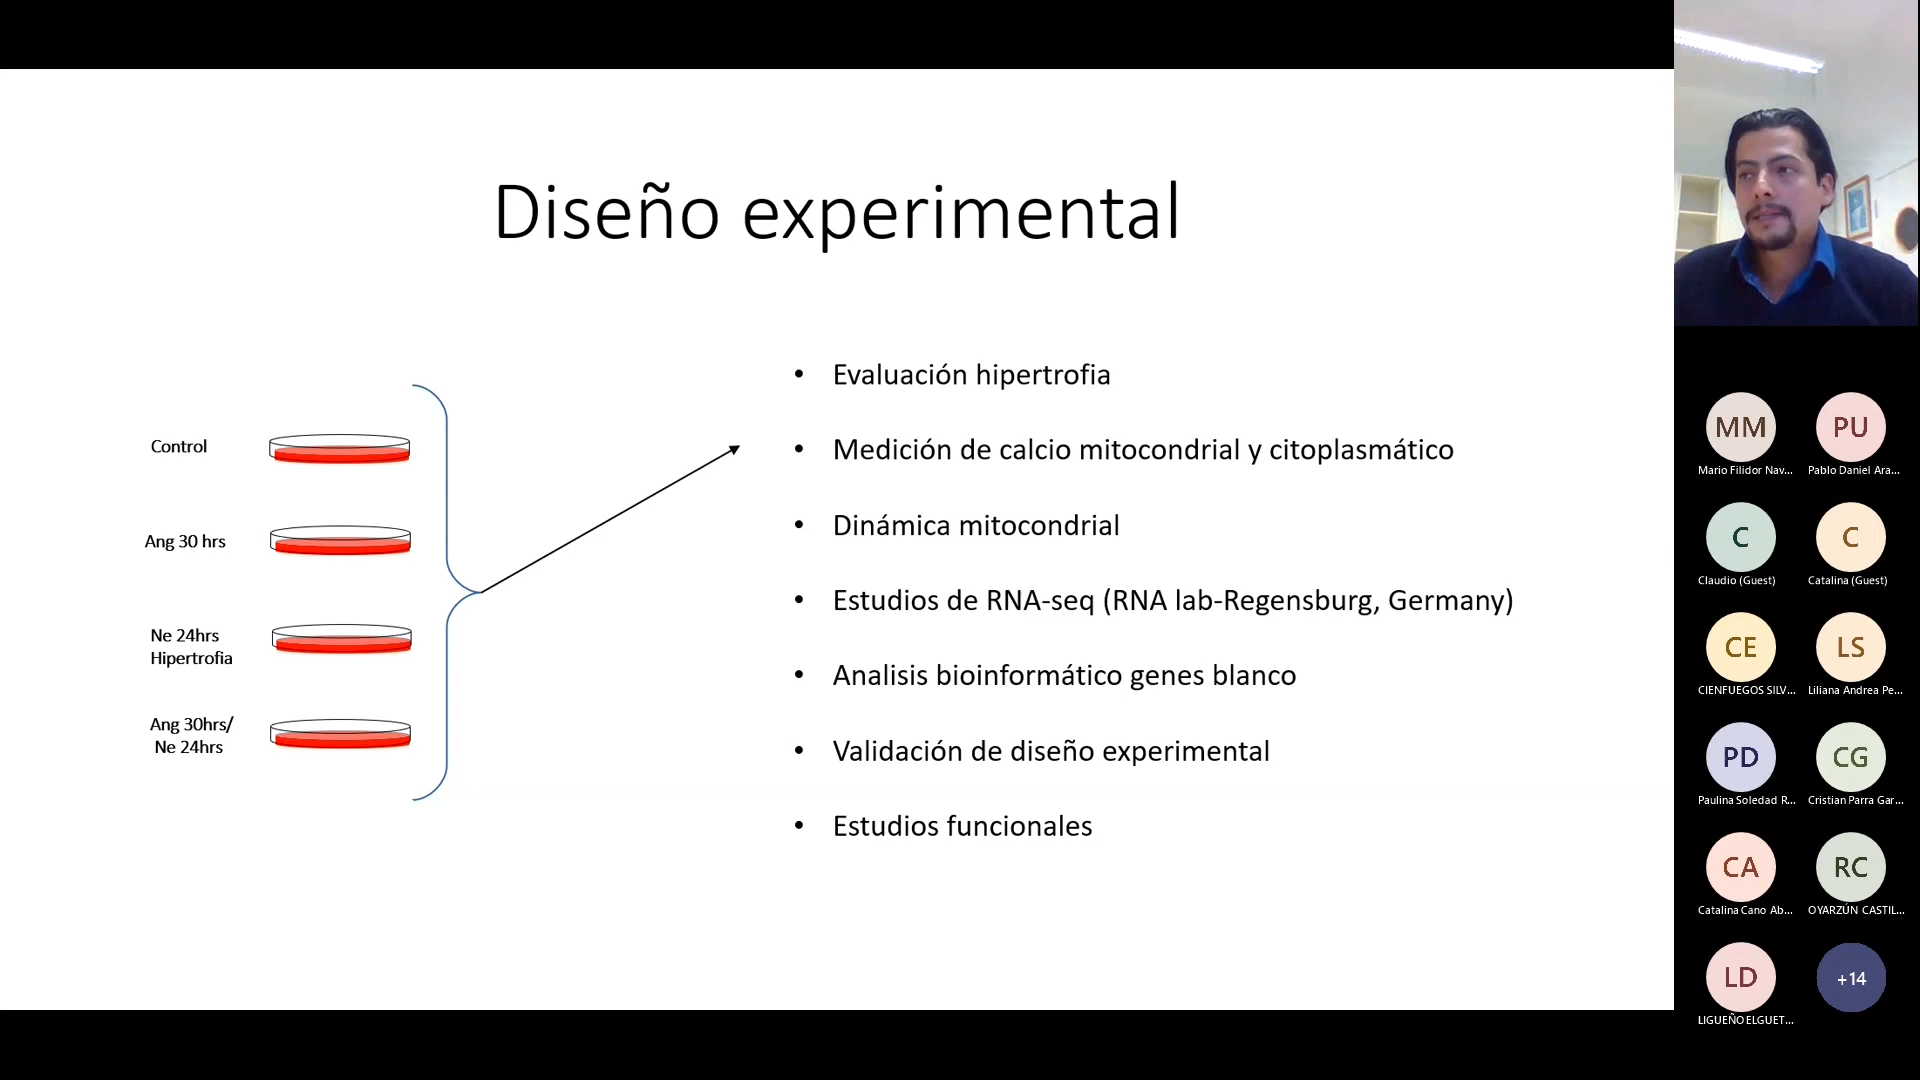 Diseño experimental
Control
Ang 30 hrs
Ne 24hrs
Hipertrofia
Ang 30hrs/
Ne 24hrs
• Evaluación hipertrofia
• Medición de calcio mitocondrial y citoplasmático
• Dinámica mitocondrial
• Estudios de RNA-seq (RNA lab-Regensburg, Germany)
• Analisis bioinformático genes blanco
• Validación de diseño experimental
• Estudios funcionales
MM
PU
Mario Filidor Nav...
Pablo Daniel Ara...
C
C
Claudio (Guest)
Catalina (Guest)
CE
LS
CIENFUEGOS SILV...
Liliana Andrea Pe...
PD
CG
Paulina Soledad R...
Cristian Parra Gar...
CA
RC
Catalina Cano Ab...
OYARZÚN CASTIL...
LD
+14
LIGUEÑO ELGUET...